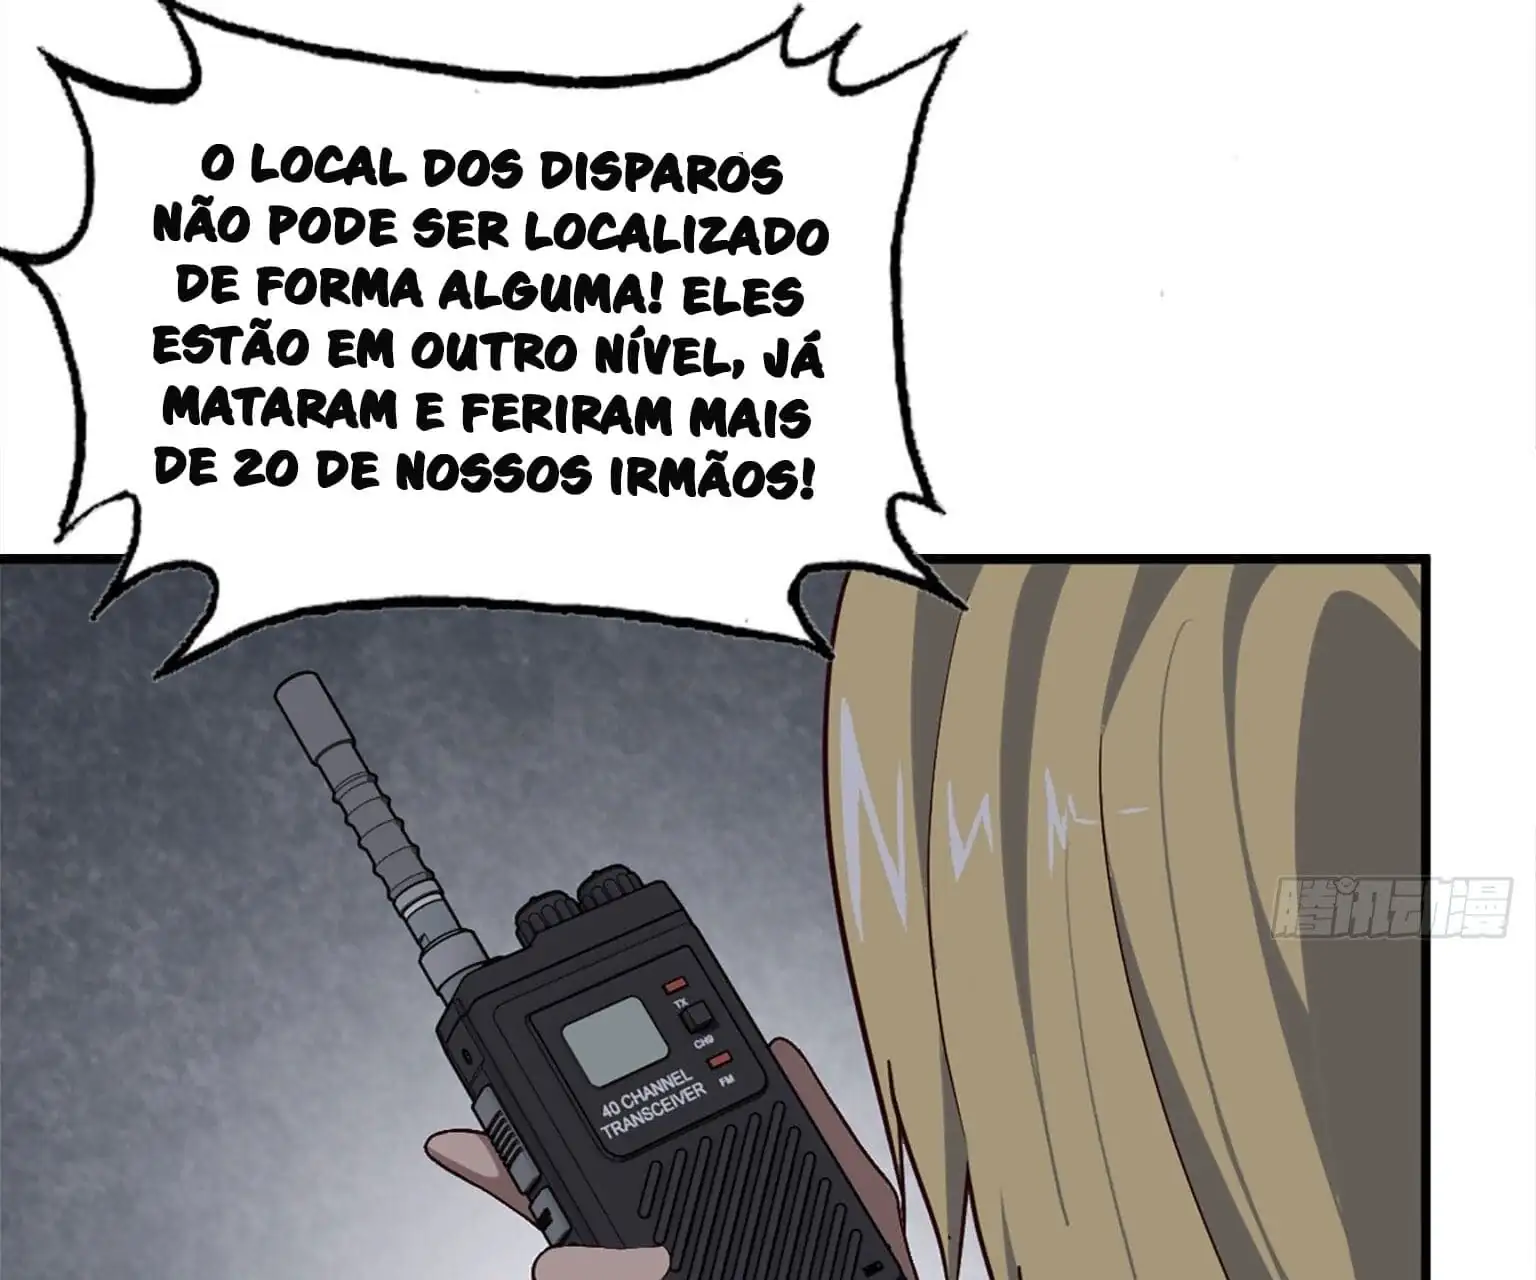 O LOCAL DOS DISPAROS
NÃO PODE SER LOCALIZADO
DE FORMA ALGUMA! ELES
ESTÃO EM OUTRO NÍVEL, JÁ
MATARAM E FERIRAM MAIS
DE 20 DE NOSSOS IRMÃOS!
腾讯动漫
TX
CH9
FM
40 CHANNEL
TRANSCEIVER